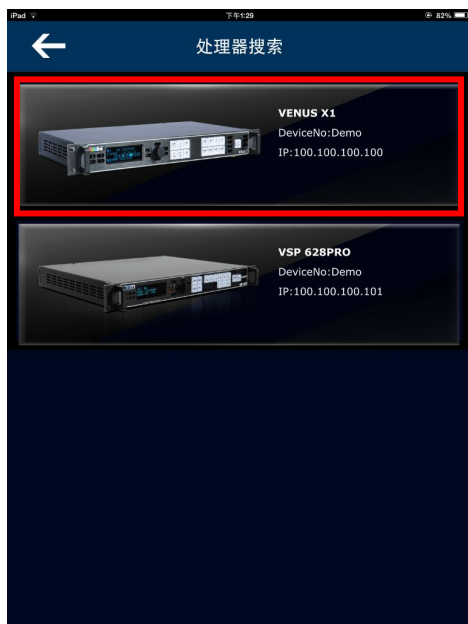 iPad 下午1:29 82%
处理器搜索
VENUS X1
DeviceNo:Demo
IP:100.100.100.100
VSP 628PRO
DeviceNo:Demo
IP:100.100.100.101